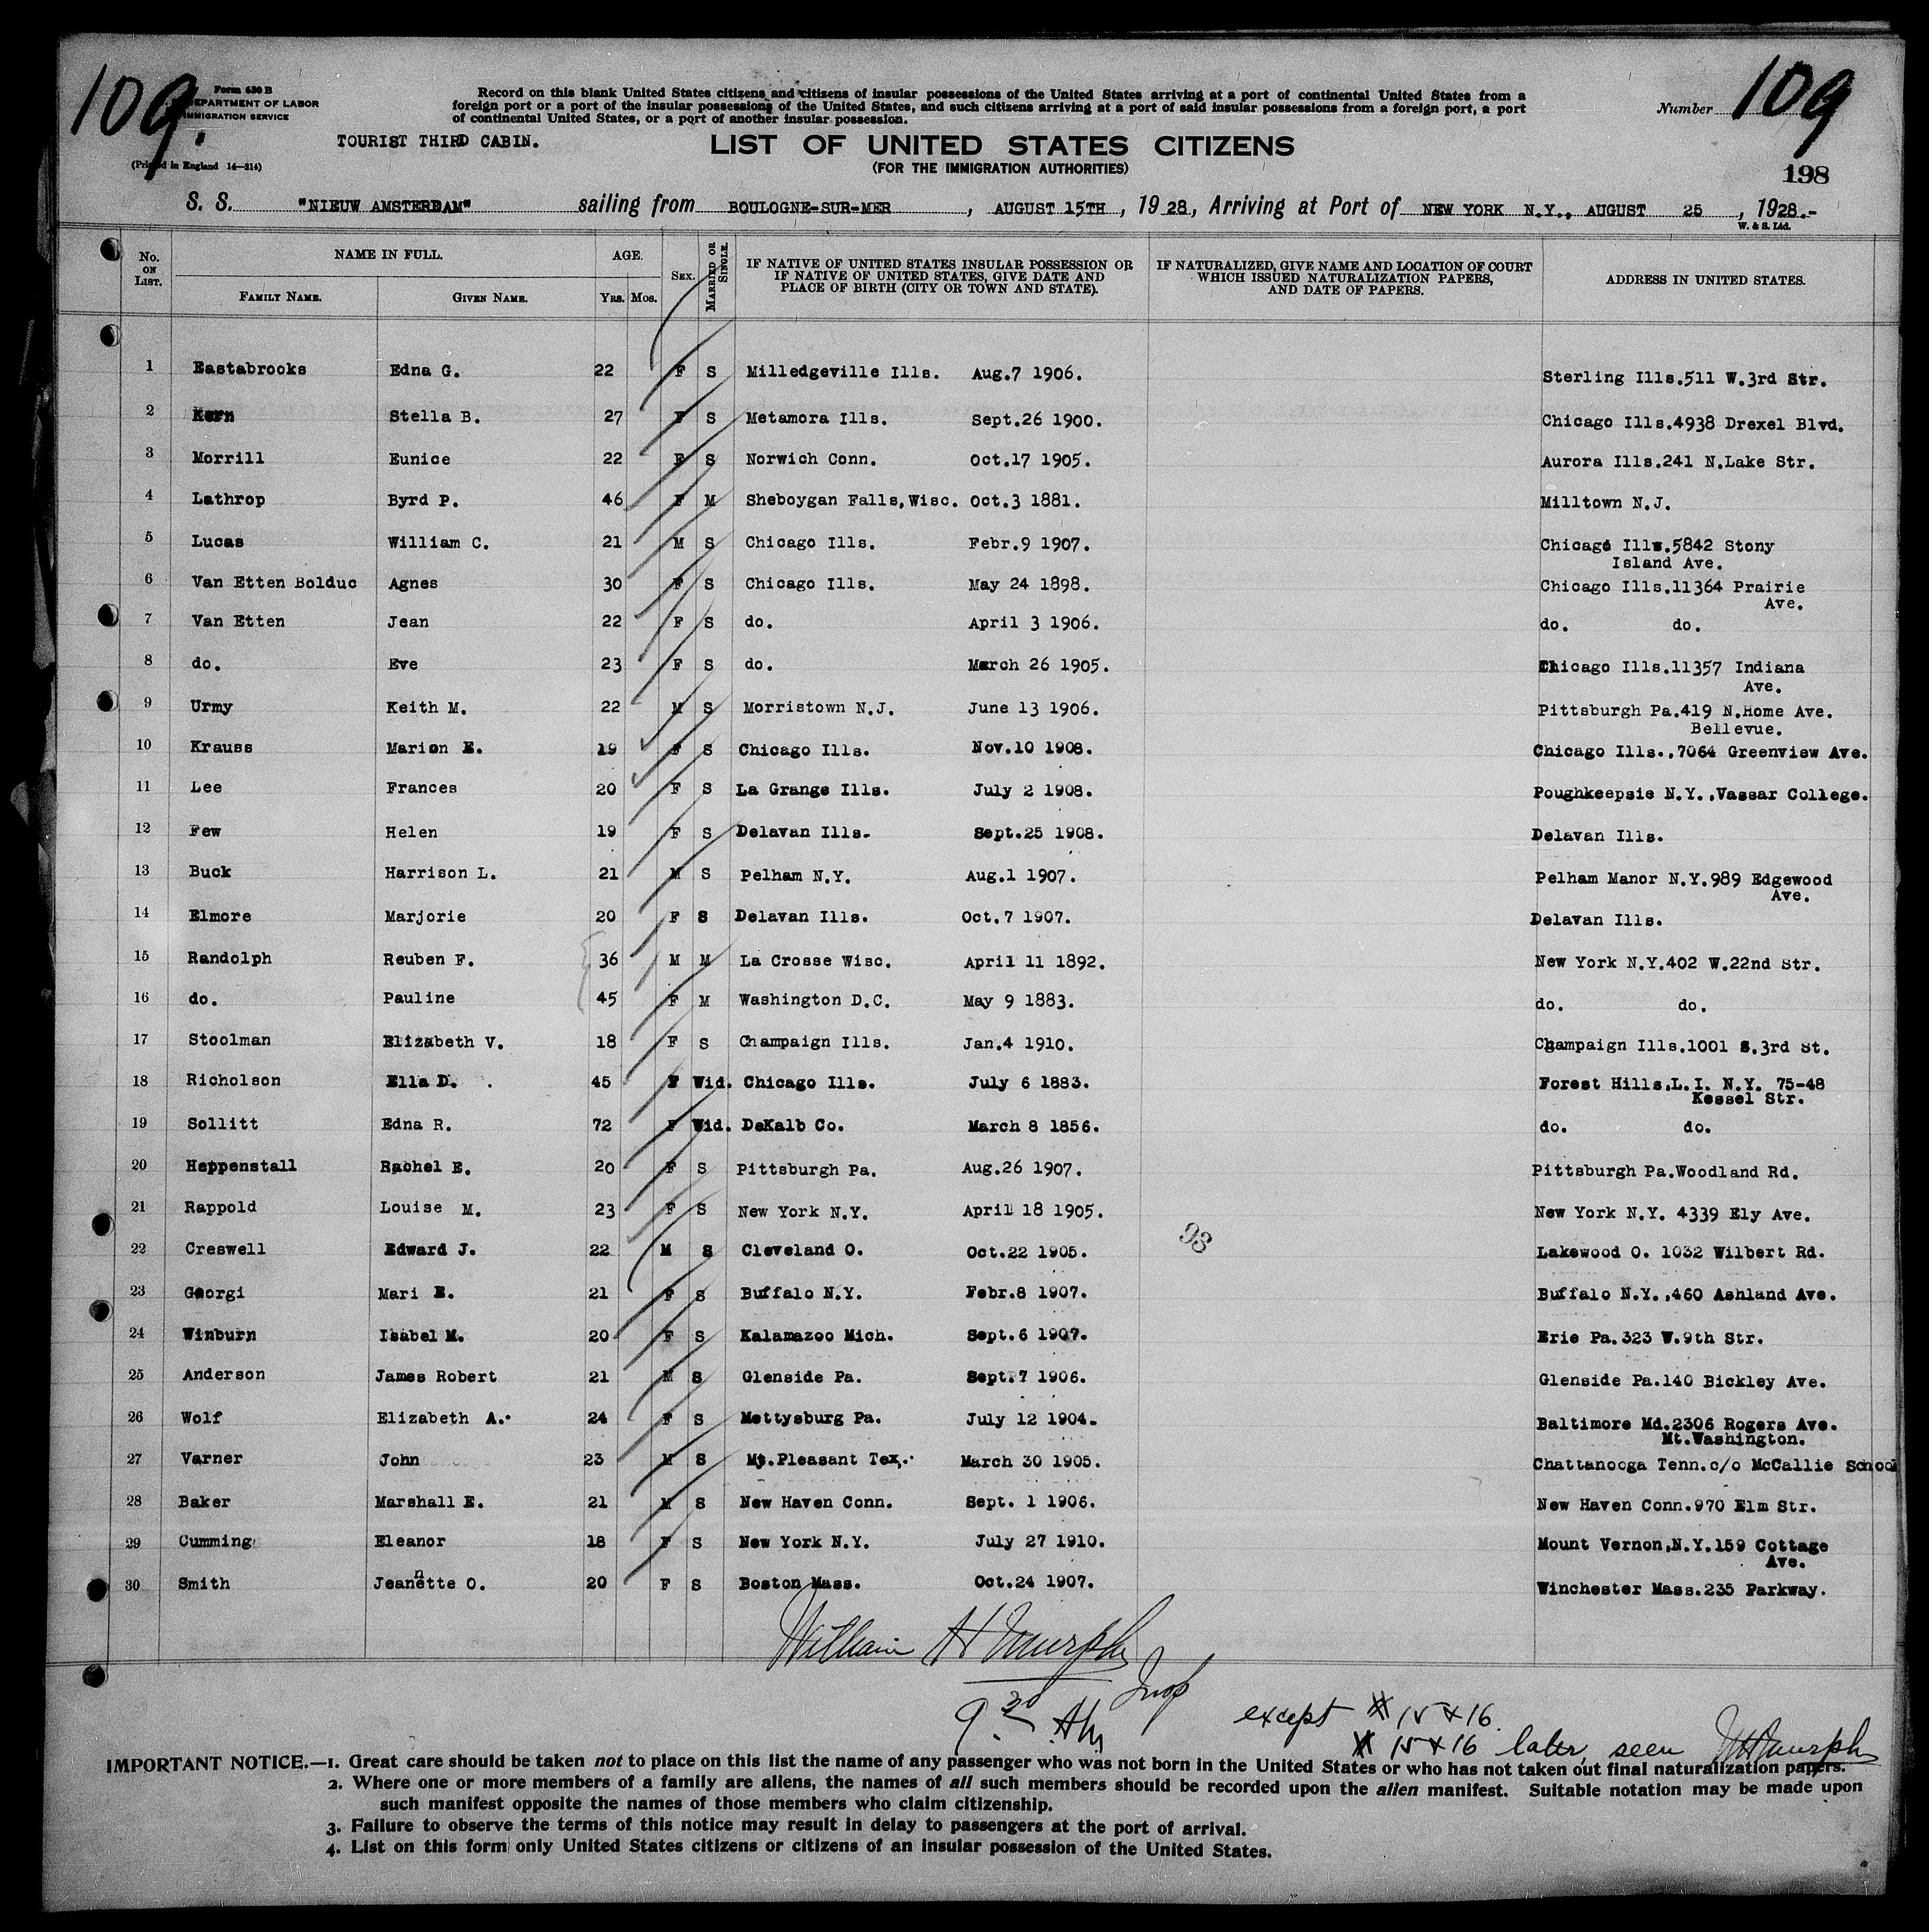 109.
Form 630 B
DEPARTMENT OF LABOR
IMMIGRATION SERVICE
(Printed in England 14—214)
TOURIST THIRD CABIN.
Record on this blank United States citizens and citizens of insular possessions of the United States arriving at a port of continental United States from a
foreign port or a port of the insular possessions of the United States, and such citizens arriving at a port of said insular possessions from a foreign port, a port
of continental United States, or a port of another insular possession.
LIST OF UNITED STATES CITIZENS
(FOR THE IMMIGRATION AUTHORITIES)
Number 109
198
S. S. "NIEUW AMSTERDAM" sailing from BOULOGNE-SUR-MER, AUGUST 15TH, 1928, Arriving at Port of NEW YORK N.Y., AUGUST 25, 1928.-
W. & S. Ltd.
No. ON LIST. NAME IN FULL. FAMILY NAME. GIVEN NAME. AGE. YRS. MOS. SEX. MARRIED OR SINGLE. IF NATIVE OF UNITED STATES INSULAR POSSESSION OR IF NATIVE OF UNITED STATES, GIVE DATE AND PLACE OF BIRTH (CITY OR TOWN AND STATE). IF NATURALIZED, GIVE NAME AND LOCATION OF COURT WHICH ISSUED NATURALIZATION PAPERS, AND DATE OF PAPERS. ADDRESS IN UNITED STATES.
1 Eastabrooks Edna G. 22 F S Milledgeville Ills. Aug.7 1906. Sterling Ills.511 W.3rd Str.
2 Kern Stella B. 27 F S Metamora Ills. Sept.26 1900. Chicago Ills.4938 Drexel Blvd.
3 Morrill Eunice 22 F S Norwich Conn. Oct.17 1905. Aurora Ills.241 N.Lake Str.
4 Lathrop Byrd P. 46 F M Sheboygan Falls,Wisc. Oct.3 1881. Milltown N.J.
5 Lucas William C. 21 M S Chicago Ills. Febr.9 1907. Chicago Ills.5842 Stony
Island Ave.
6 Van Etten Bolduc Agnes 30 F S Chicago Ills. May 24 1898. Chicago Ills.11364 Prairie
Ave.
7 Van Etten Jean 22 F S do. April 3 1906. do. do.
8 do. Eve 23 F S do. March 26 1905. Chicago Ills.11357 Indiana
Ave.
9 Urmy Keith M. 22 M S Morristown N.J. June 13 1906. Pittsburgh Pa.419 N.Home Ave.
Bellevue.
10 Krauss Marion E. 19 F S Chicago Ills. Nov.10 1908. Chicago Ills.,7064 Greenview Ave.
11 Lee Frances 20 F S La Grange Ills. July 2 1908. Poughkeepsie N.Y.,Vassar College.
12 Few Helen 19 F S Delavan Ills. Sept.25 1908. Delavan Ills.
13 Buck Harrison L. 21 M S Pelham N.Y. Aug.1 1907. Pelham Manor N.Y.989 Edgewood
Ave.
14 Elmore Marjorie 20 F S Delavan Ills. Oct.7 1907. Delavan Ills.
15 Randolph Reuben F. 36 M M La Crosse Wisc. April 11 1892. New York N.Y.402 W.22nd Str.
16 do. Pauline 45 F M Washington D.C. May 9 1883. do. do.
17 Stoolman Elizabeth V. 18 F S Champaign Ills. Jan.4 1910. Champaign Ills.1001 S.3rd St.
18 Richolson Ella D. 45 F Wid. Chicago Ills. July 6 1883. Forest Hills,L.I. N.Y. 75-48
Kessel Str.
19 Sollitt Edna R. 72 F Wid. DeKalb Co. March 8 1856. do. do.
20 Heppenstall Rachel E. 20 F S Pittsburgh Pa. Aug.26 1907. Pittsburgh Pa.Woodland Rd.
21 Rappold Louise M. 23 F S New York N.Y. April 18 1905. New York N.Y. 4339 Ely Ave.
98
22 Creswell Edward J. 22 M S Cleveland O. Oct.22 1905. Lakewood O. 1032 Wilbert Rd.
23 Georgi Mari E. 21 F S Buffalo N.Y. Febr.8 1907. Buffalo N.Y.,460 Ashland Ave.
24 Winburn Isabel M. 20 F S Kalamazoo Mich. Sept.6 1907. Erie Pa.323 W.9th Str.
25 Anderson James Robert 21 M S Glenside Pa. Sept.7 1906. Glenside Pa.140 Bickley Ave.
26 Wolf Elizabeth A. 24 F S Mettysburg Pa. July 12 1904. Baltimore Md.2306 Rogers Ave.
Mt.Washington.
27 Varner John 23 M S Mt.Pleasant Tex. March 30 1905. Chattanooga Tenn.c/o McCallie School
28 Baker Marshall E. 21 M S New Haven Conn. Sept. 1 1906. New Haven Conn.970 Elm Str.
29 Cumming Eleanor 18 F S New York N.Y. July 27 1910. Mount Vernon,N.Y.159 Cottage
Ave.
30 Smith Jeannette O. 20 F S Boston Mass. Oct.24 1907. Winchester Mass.235 Parkway.
William H Murphy
Insp
9.30 AM
except # 15 + 16
# 15 + 16 later, seen WHMurphy
IMPORTANT NOTICE.—1. Great care should be taken not to place on this list the name of any passenger who was not born in the United States or who has not taken out final naturalization papers.
2. Where one or more members of a family are aliens, the names of all such members should be recorded upon the alien manifest. Suitable notation may be made upon
such manifest opposite the names of those members who claim citizenship.
3. Failure to observe the terms of this notice may result in delay to passengers at the port of arrival.
4. List on this form only United States citizens or citizens of an insular possession of the United States.